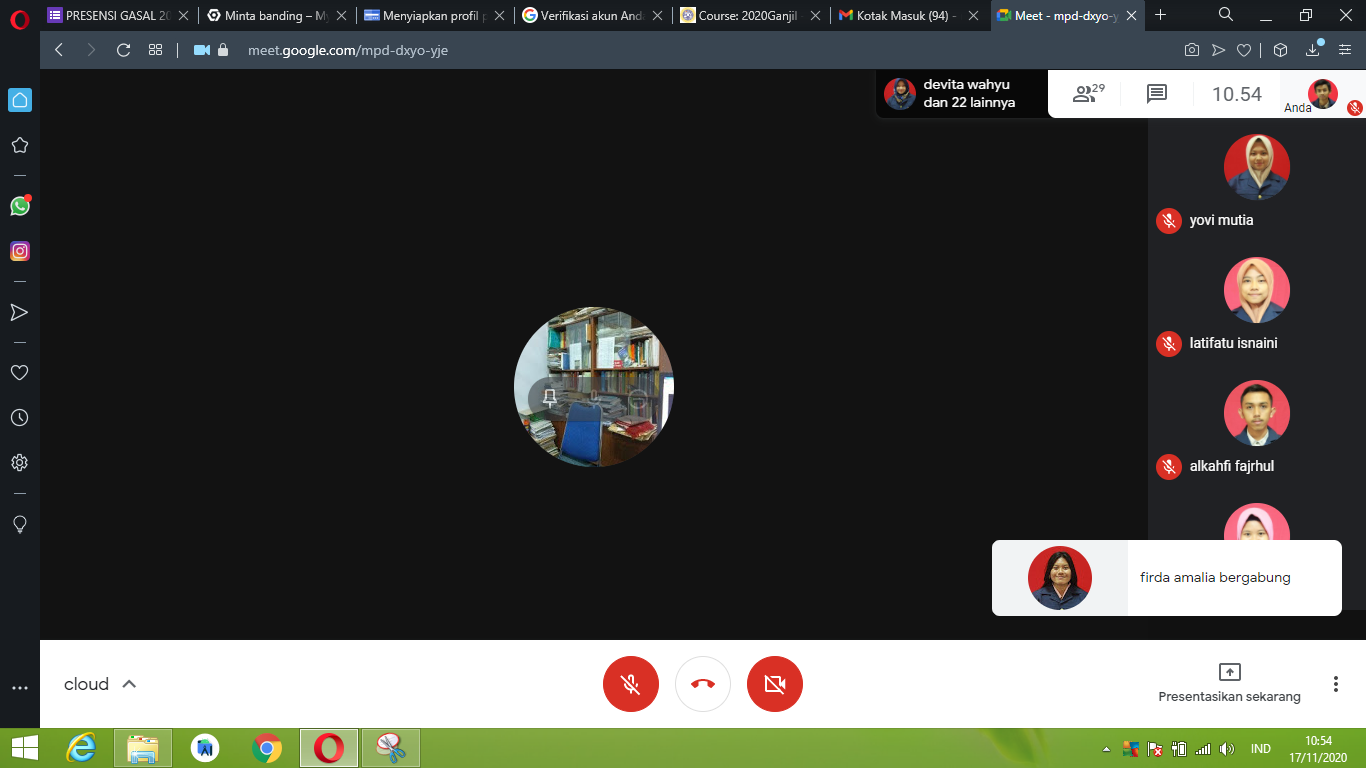 PRESENSI GASAL 20
Minta banding – My
Menyiapkan profil p
Verifikasi akun Anda
Course: 2020Ganjil
Kotak Masuk (94) -
Meet - mpd-dxyo-y
meet.google.com/mpd-dxyo-yje
devita wahyu
dan 22 lainnya
29
10.54
Anda
yovi mutia
latifatu isnaini
alkahfi fajrhul
firda amalia bergabung
cloud
Presentasikan sekarang
IND
10:54
17/11/2020